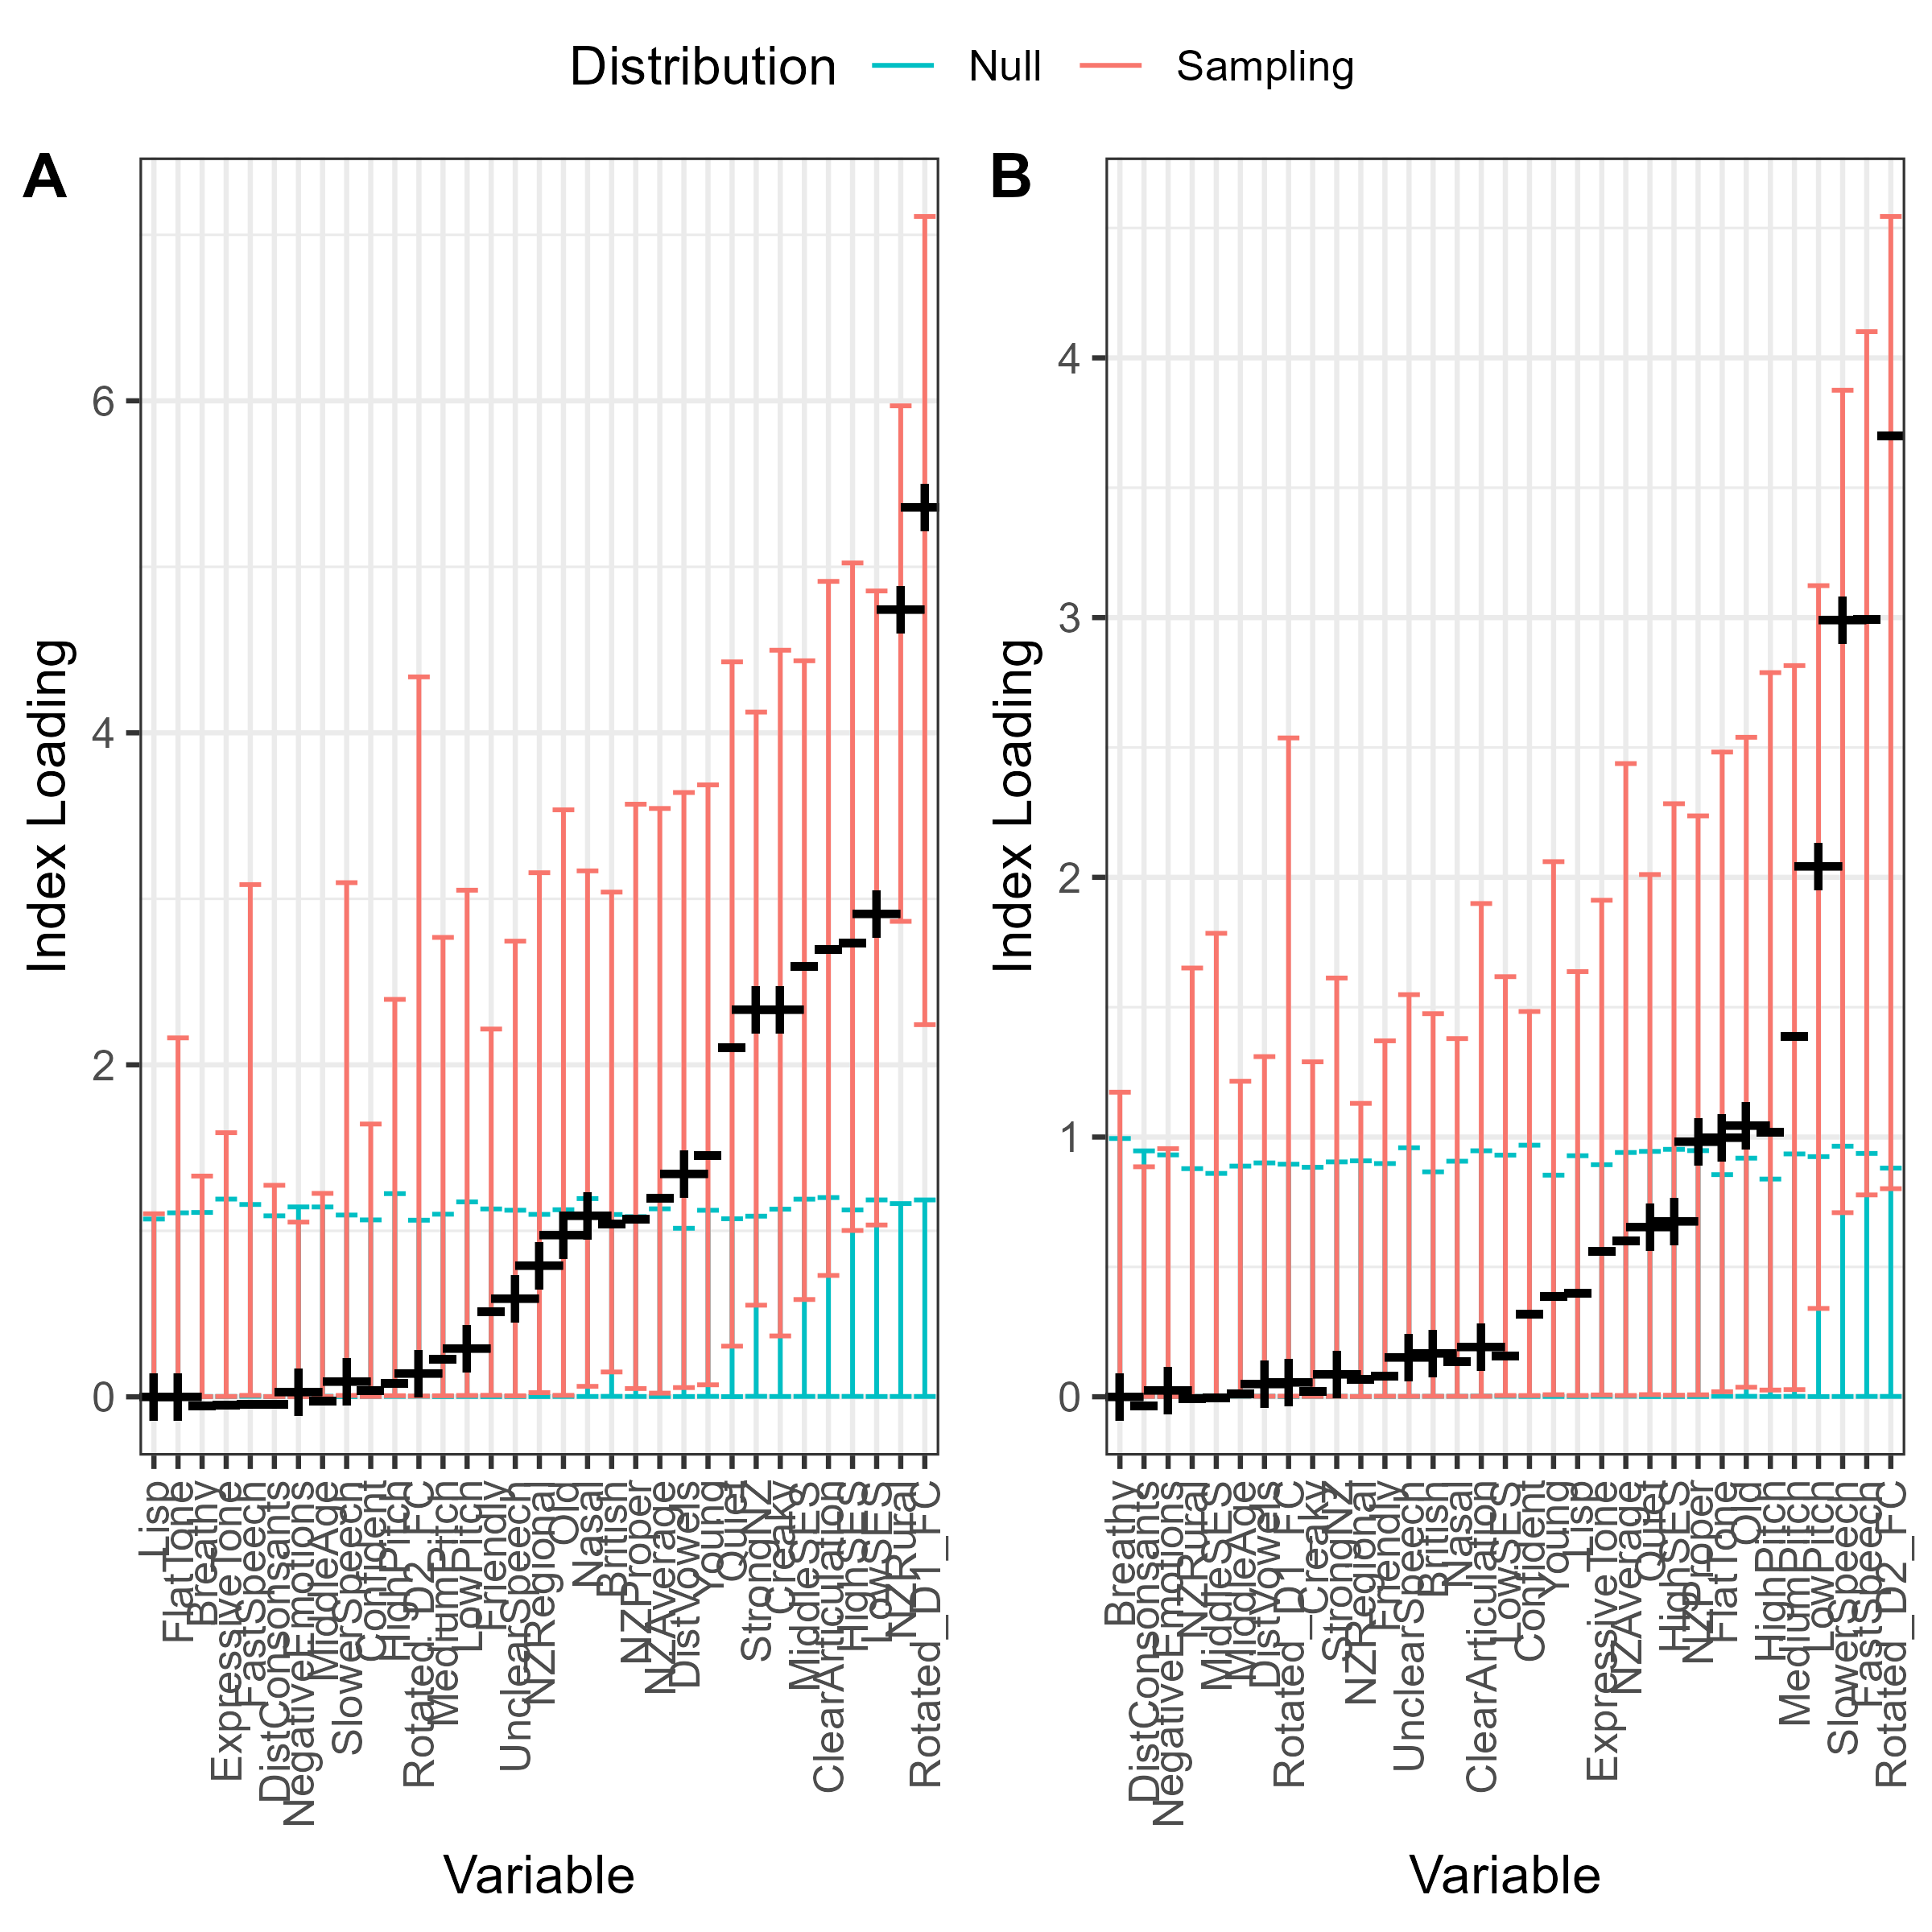 Distribution Null Sampling
A
B
Index Loading
6
4
2
0
Lisp
FlatTone
Breathy
ExpressiveTone
FastSpeech
DistConsonants
NegativeEmotions
MiddleAge
SlowerSpeech
Confident
HighPitch
Rotated_D2_FC
MediumPitch
LowPitch
Friendly
UnclearSpeech
NZRegional
Old
Nasal
British
NZProper
NZAverage
DistVowels
Young
Quiet
StrongNZ
Creaky
MiddleSES
ClearArticulation
HighSES
LowSES
NZRural
Rotated_D1_FC
Variable
Index Loading
4
3
2
1
0
Breathy
DistConsonants
NegativeEmotions
NZRural
MiddleSES
MiddleAge
DistVowels
Rotated_D1_FC
Creaky
StrongNZ
NZRegional
Friendly
UnclearSpeech
British
Nasal
ClearArticulation
LowSES
Confident
Young
Lisp
ExpressiveTone
NZAverage
Quiet
HighSES
NZProper
FlatTone
Old
HighPitch
MediumPitch
LowPitch
SlowerSpeech
FastSpeech
Rotated_D2_FC
Variable